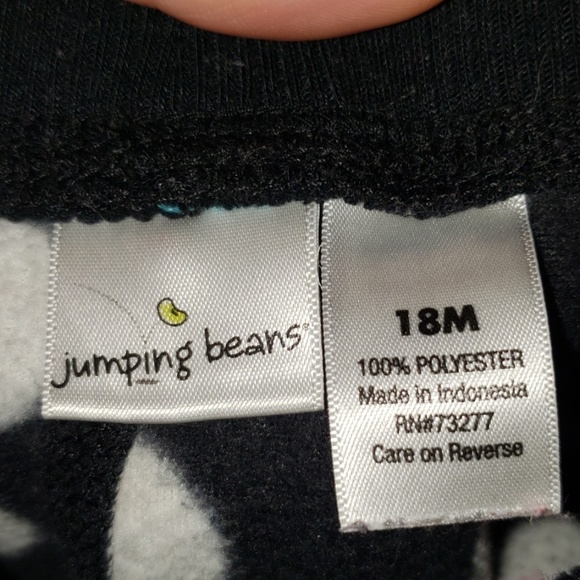 jumping beans
18M
100% POLYESTER
Made in Indonesia
RN#73277
Care on Reverse